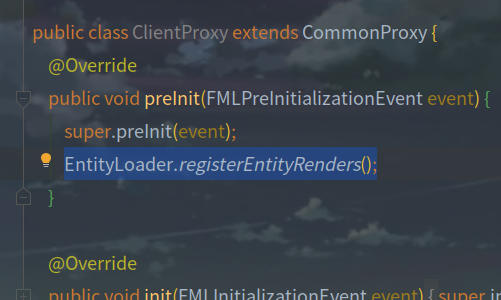 public class ClientProxy extends CommonProxy {
@Override
public void preInit(FMLPreInitializationEvent event) {
super.preInit(event);
EntityLoader.registerEntityRenders();
}
@Override
public void init(FMLInitializationEvent event) { super.in